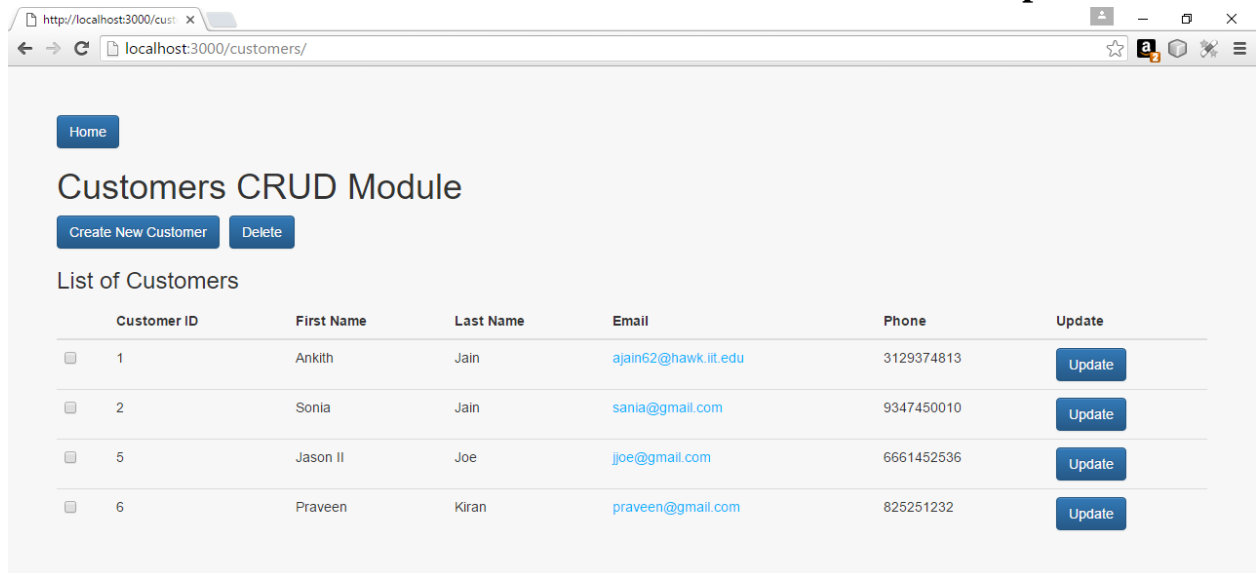 http://localhost:3000/cust
localhost:3000/customers/
Home
Customers CRUD Module
Create New Customer Delete
List of Customers
Customer ID First Name Last Name Email Phone Update
1 Ankith Jain ajain62@hawk.iit.edu 3129374813 Update
2 Sonia Jain sania@gmail.com 9347450010 Update
5 Jason II Joe jjoe@gmail.com 6661452536 Update
6 Praveen Kiran praveen@gmail.com 825251232 Update